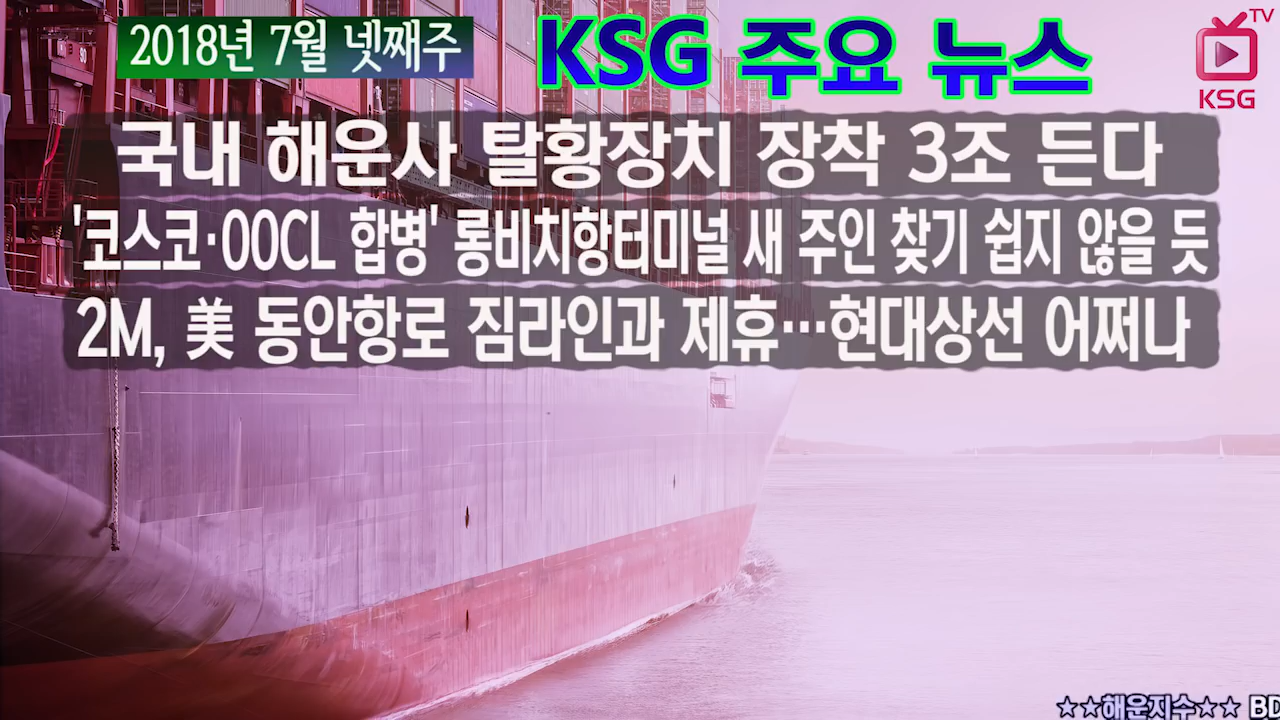 2018년 7월 넷째주
KSG 주요 뉴스
TV
KSG
국내 해운사 탈황장치 장착 3조 든다
'코스코·OOCL 합병' 롱비치항터미널 새 주인 찾기 쉽지 않을 듯
2M, 美 동안항로 짐라인과 제휴…현대상선 어쩌나
★★해운지수★★ BD